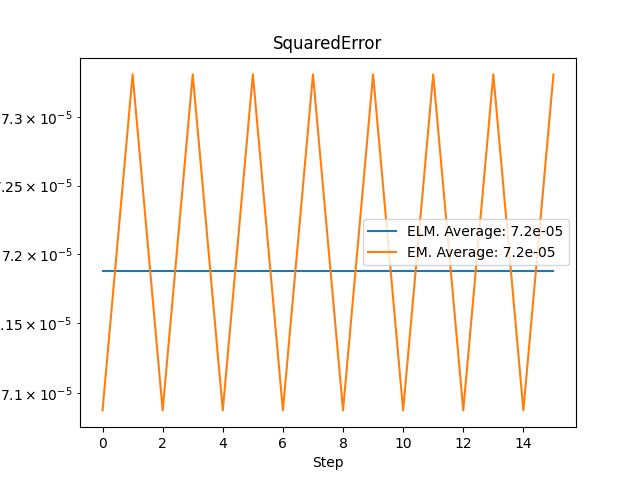 SquaredError
7.3 × 10⁻⁵
7.25 × 10⁻⁵
7.2 × 10⁻⁵
.15 × 10⁻⁵
7.1 × 10⁻⁵
ELM. Average: 7.2e-05
EM. Average: 7.2e-05
0 2 4 6 8 10 12 14
Step